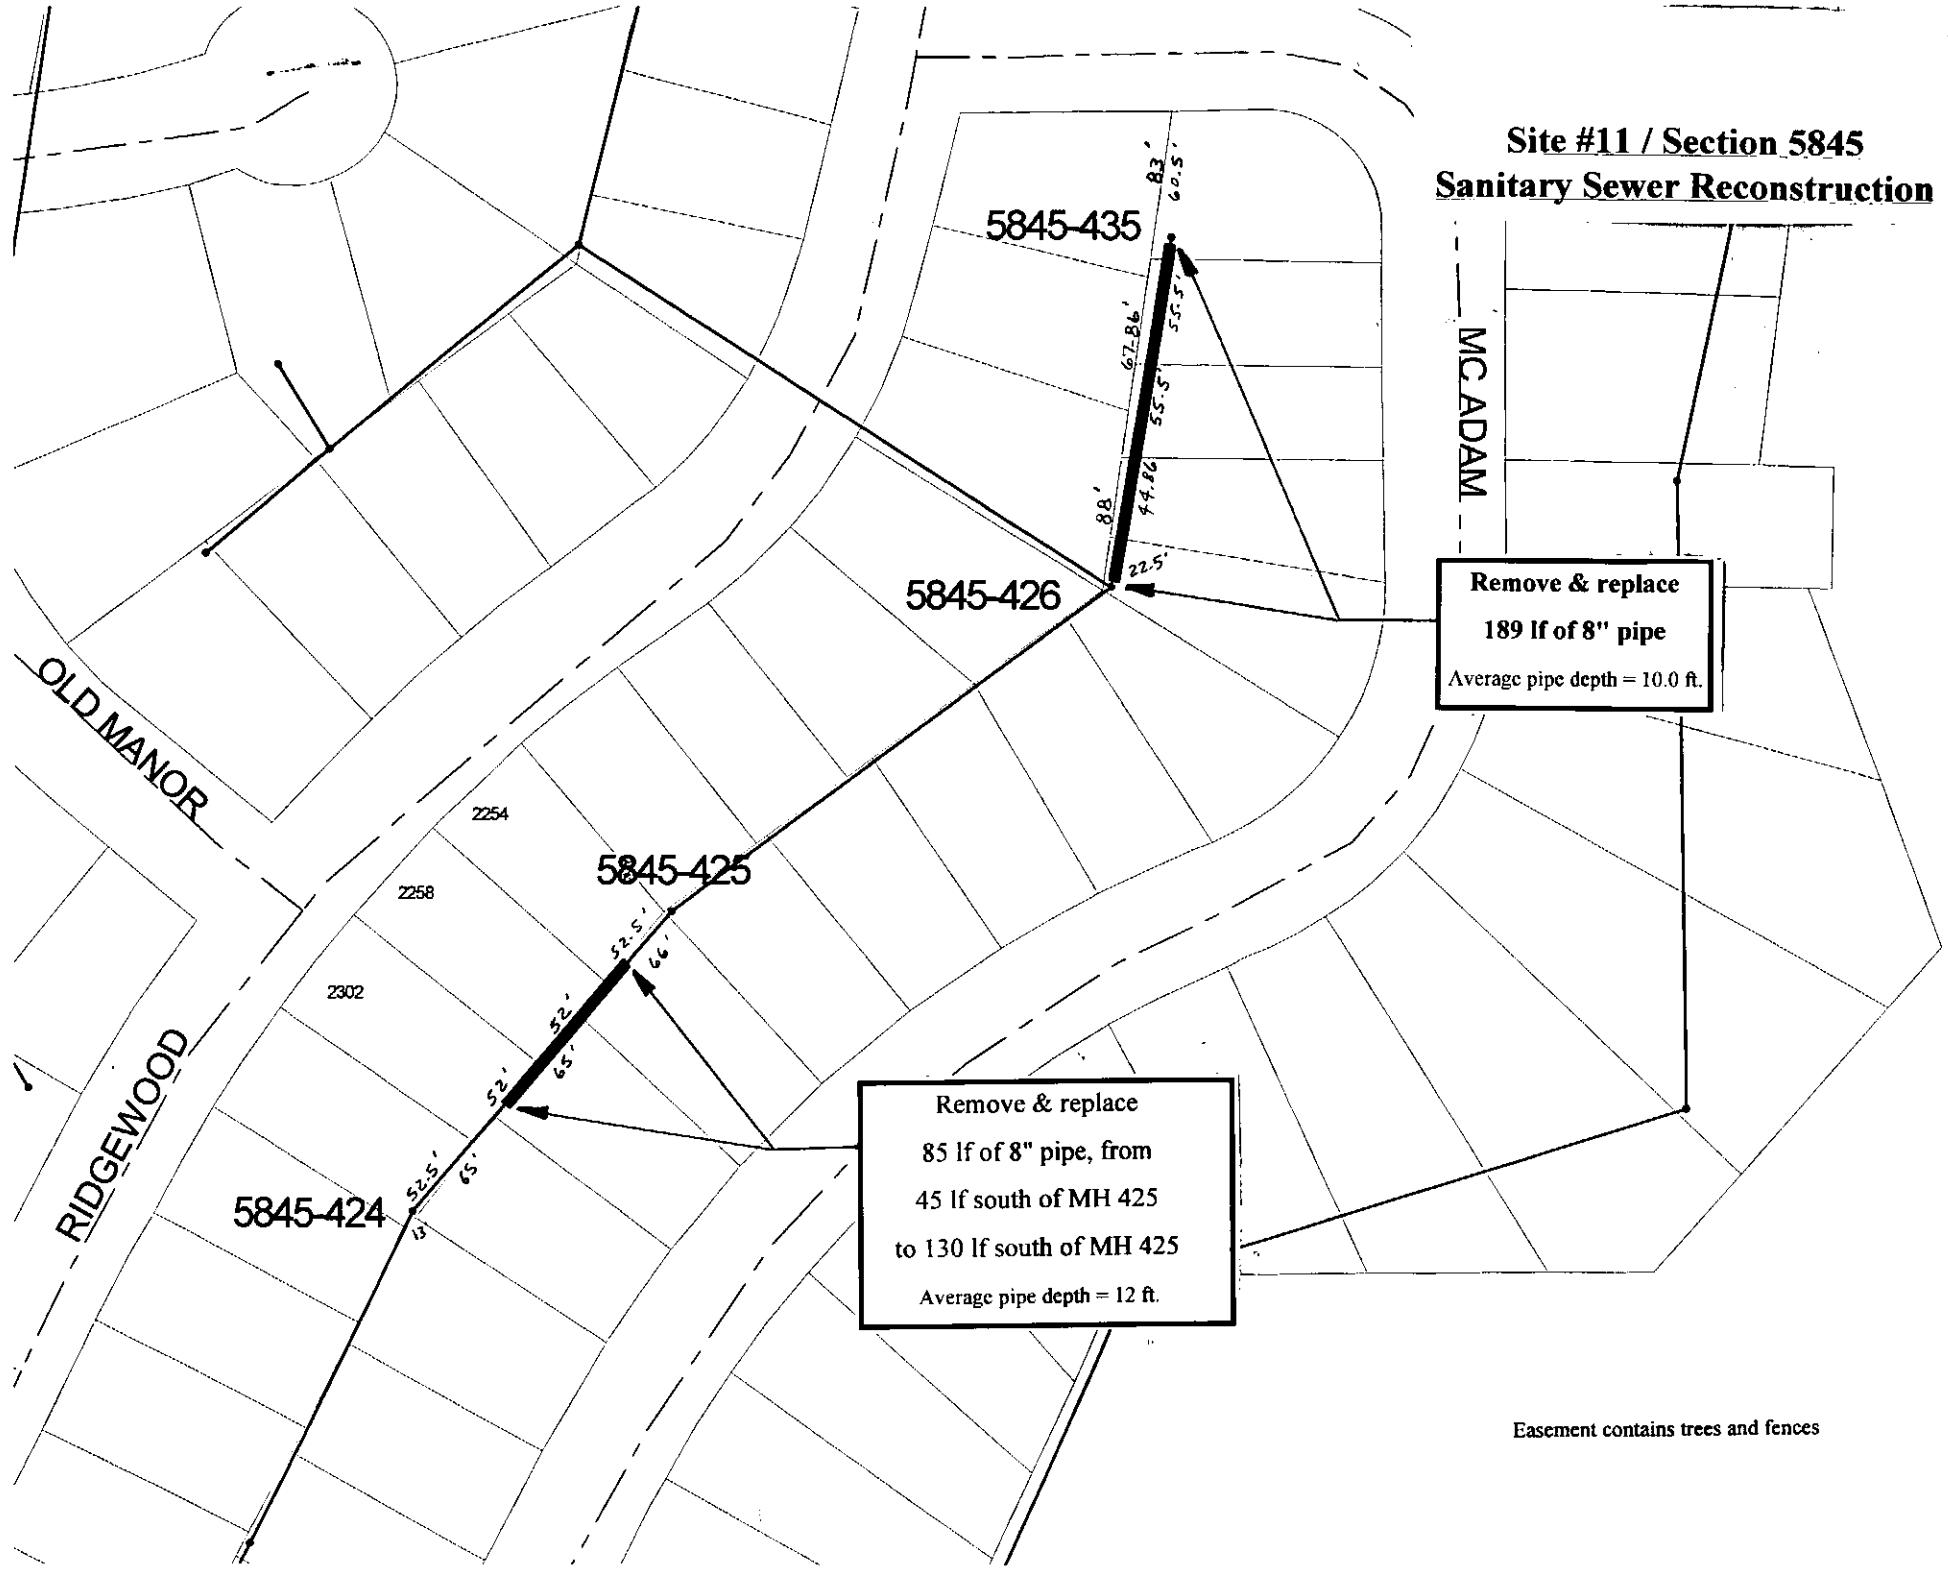 Site #11 / Section 5845
Sanitary Sewer Reconstruction
83'
60.5'
5845-435
55.5'
67.86'
55.5'
MC ADAM
44.86
88'
22.5'
5845-426
Remove & replace
189 lf of 8" pipe
Average pipe depth = 10.0 ft.
OLD MANOR
2254
5845-425
2258
52.5'
66'
2302
52'
65'
52'
RIDGEWOOD
52.5'
65'
5845-424
13
Remove & replace
85 lf of 8" pipe, from
45 lf south of MH 425
to 130 lf south of MH 425
Average pipe depth = 12 ft.
Easement contains trees and fences